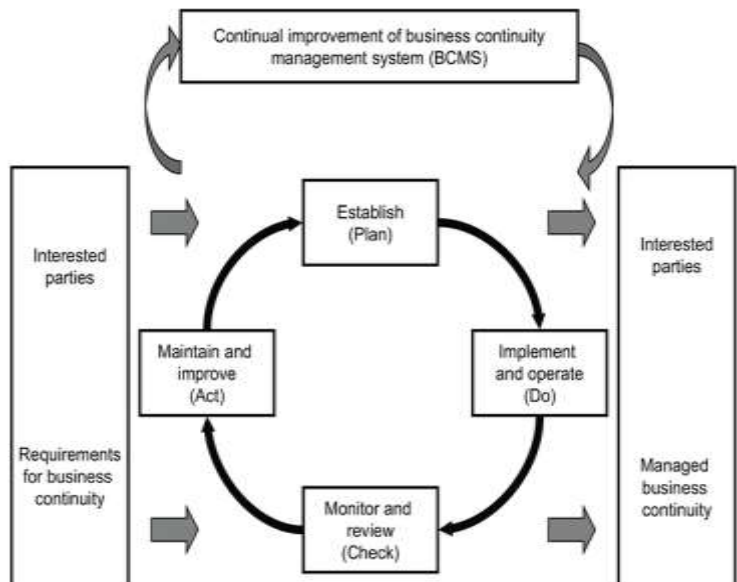 Continual improvement of business continuity
management system (BCMS)
Establish
(Plan)
Interested
parties
Interested
parties
Maintain and
improve
(Act)
Implement
and operate
(Do)
Requirements
for business
continuity
Managed
business
continuity
Monitor and
review
(Check)